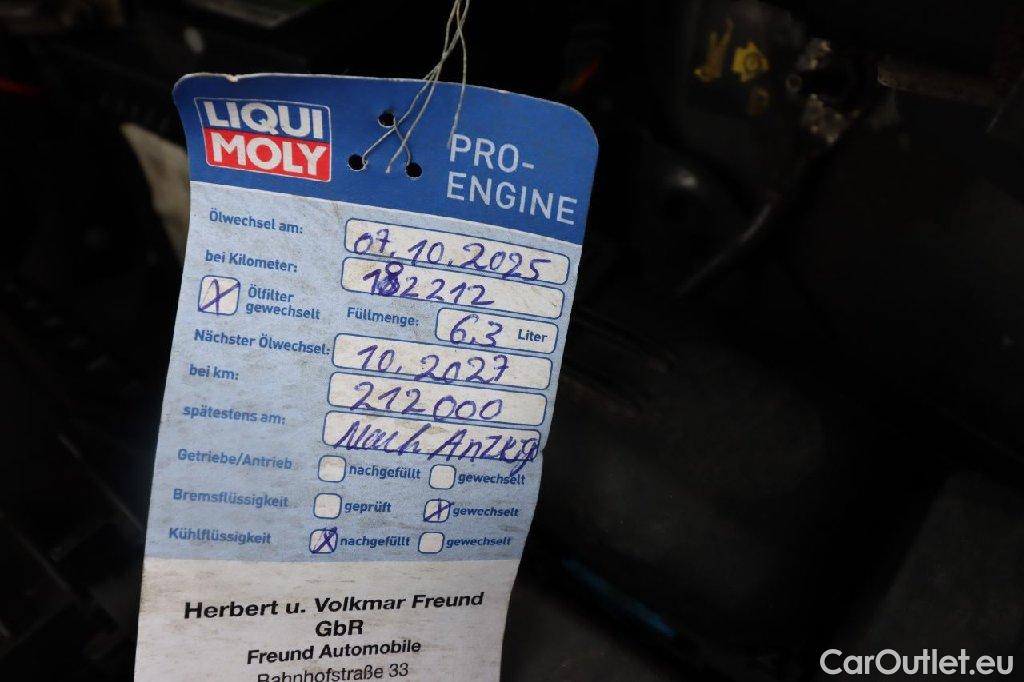 LIQUI
MOLY
PRO-
ENGINE
Ölwechsel am: 07.10.2025
bei Kilometer: 182212
X Ölfilter gewechselt Füllmenge: 6.3 Liter
Nächster Ölwechsel: 10.2027
bei km: 212000
spätestens am: Nach Anzeige
Getriebe/Antrieb nachgefüllt gewechselt
Bremsflüssigkeit geprüft X gewechselt
Kühlflüssigkeit X nachgefüllt gewechselt
Herbert u. Volkmar Freund
GbR
Freund Automobile
Bahnhofstraße 33
CarOutlet.eu